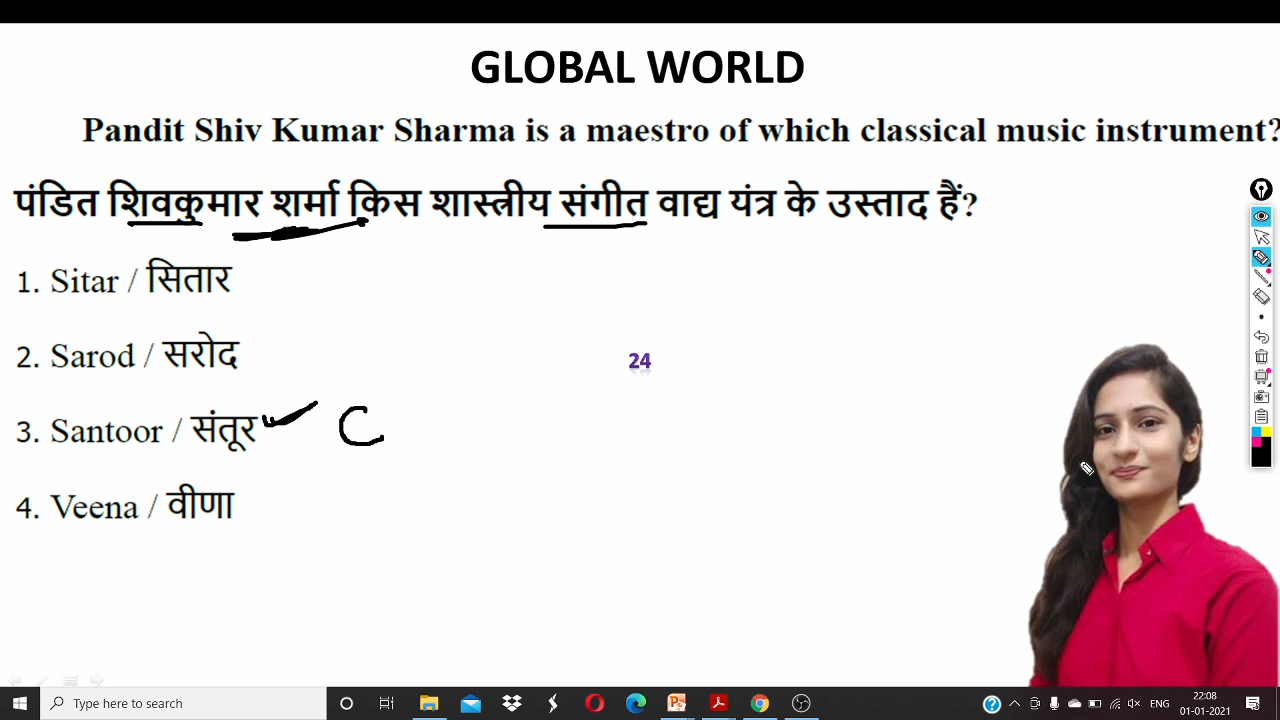 GLOBAL WORLD
Pandit Shiv Kumar Sharma is a maestro of which classical music instrument?
पंडित शिवकुमार शर्मा किस शास्त्रीय संगीत वाद्य यंत्र के उस्ताद हैं?
1. Sitar / सितार
2. Sarod / सरोद
24
3. Santoor / संतूर C
4. Veena / वीणा
Type here to search
ENG
22:08
01-01-2021